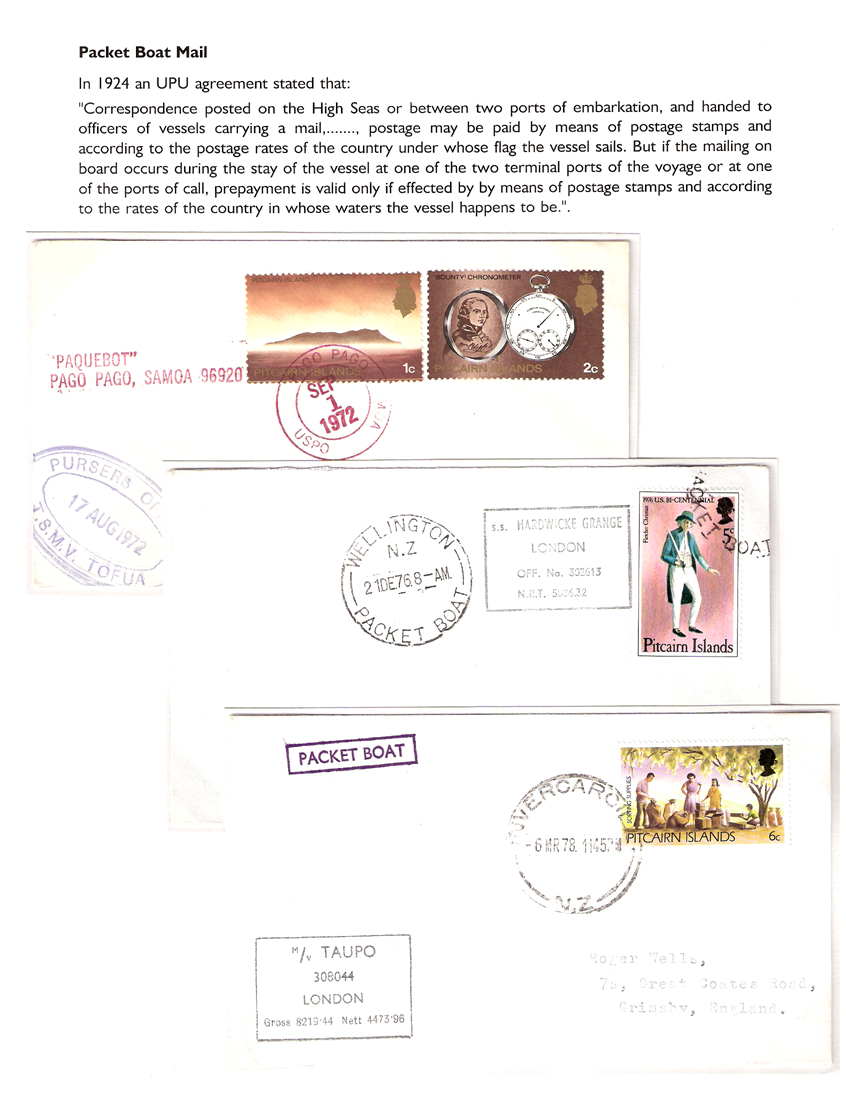 Packet Boat Mail
In 1924 an UPU agreement stated that:
"Correspondence posted on the High Seas or between two ports of embarkation, and handed to
officers of vessels carrying a mail,......., postage may be paid by means of postage stamps and
according to the postage rates of the country under whose flag the vessel sails. But if the mailing on
board occurs during the stay of the vessel at one of the two terminal ports of the voyage or at one
of the ports of call, prepayment is valid only if effected by by means of postage stamps and according
to the rates of the country in whose waters the vessel happens to be.".
PITCAIRN ISLAND
PITCAIRN ISLANDS
1c
'BOUNTY' CHRONOMETER
PITCAIRN ISLANDS
2c
"PAQUEBOT"
PAGO PAGO, SAMOA 96920
PAGO PAGO
SEP
1
1972
USPO
PURSERS
17 AUG 1972
T.S.M.V. TOFUA
WELLINGTON
N.Z
21DE76.8-AM.
PACKET BOAT
s.s. HARDWICKE GRANGE
LONDON
OFF. No. 302613
N.R.T.
1976 U.S. BI-CENTENNIAL
Fletcher Christian
5c
Pitcairn Islands
PACKET BOAT
PACKET BOAT
INVERCARGILL
-6 MR 78. 1145
N.Z
SORTING SUPPLIES
PITCAIRN ISLANDS
6c
M/V TAUPO
308044
LONDON
Gross 8219·44 Nett 4473·96
Roger Wells,
Great Coates Road,
Grimsby, England.